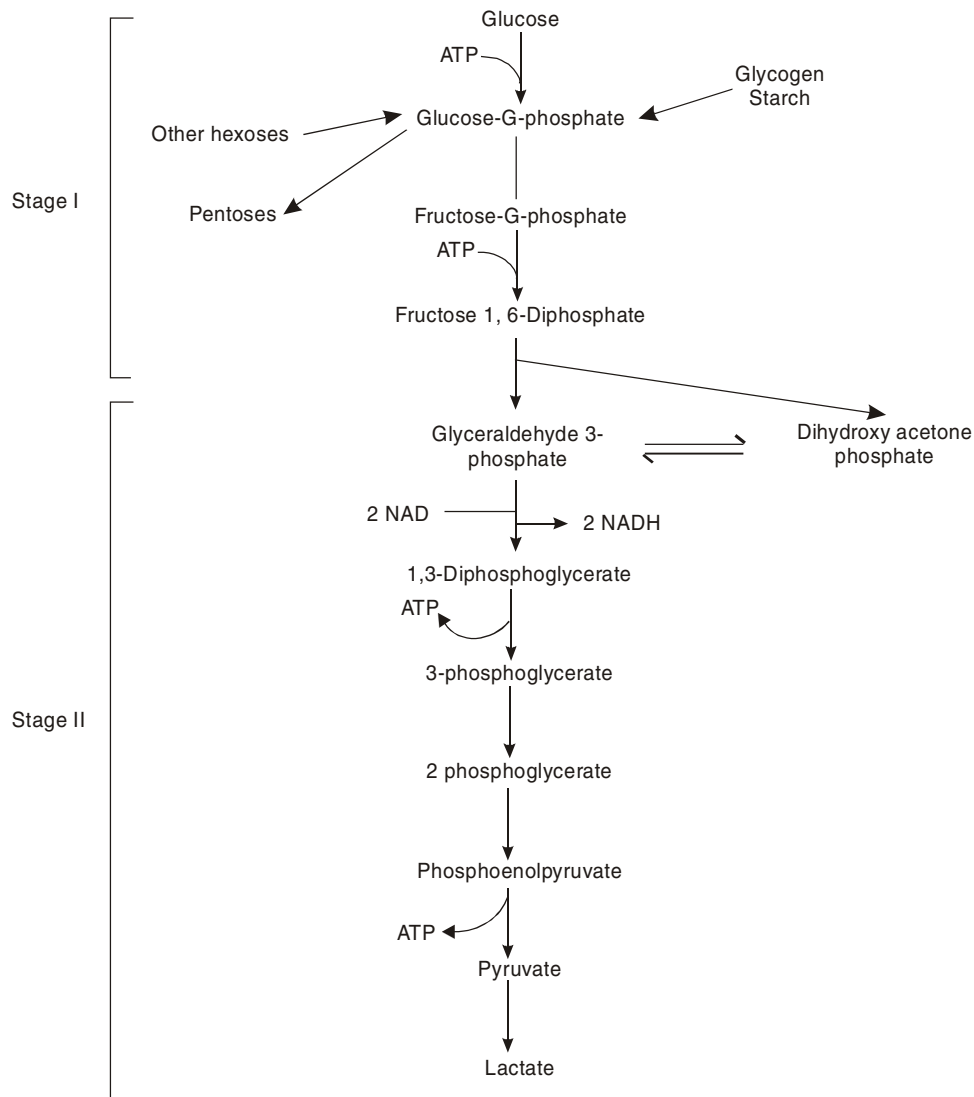 Glucose
ATP
Glycogen
Starch
Glucose-G-phosphate
Other hexoses
Stage I
Pentoses
Fructose-G-phosphate
ATP
Fructose 1, 6-Diphosphate
Glyceraldehyde 3-
phosphate
Dihydroxy acetone
phosphate
2 NAD
2 NADH
1,3-Diphosphoglycerate
ATP
3-phosphoglycerate
Stage II
2 phosphoglycerate
Phosphoenolpyruvate
ATP
Pyruvate
Lactate